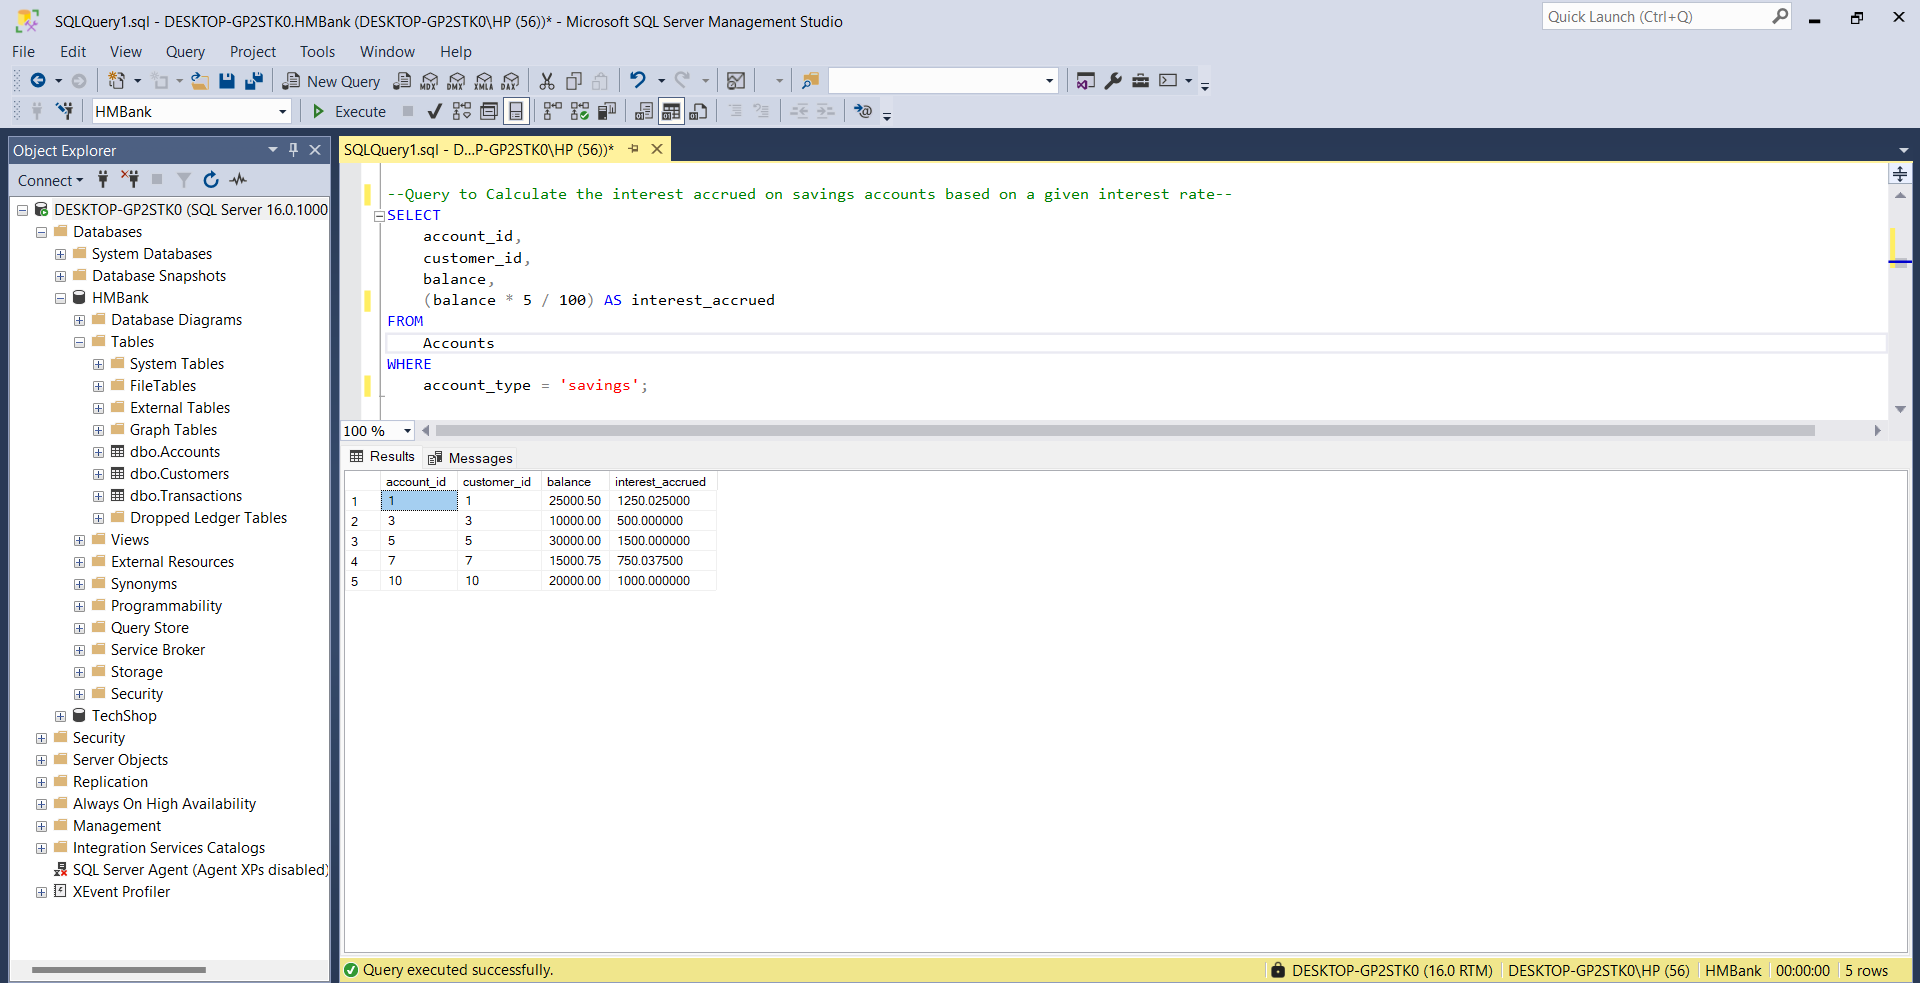 SQLQuery1.sql - DESKTOP-GP2STK0.HMBank (DESKTOP-GP2STK0\HP (56))* - Microsoft SQL Server Management Studio
Quick Launch (Ctrl+Q)
File Edit View Query Project Tools Window Help
New Query MDX DMX XMLA DAX
HMBank Execute
Object Explorer
Connect
DESKTOP-GP2STK0 (SQL Server 16.0.1000
Databases
System Databases
Database Snapshots
HMBank
Database Diagrams
Tables
System Tables
FileTables
External Tables
Graph Tables
dbo.Accounts
dbo.Customers
dbo.Transactions
Dropped Ledger Tables
Views
External Resources
Synonyms
Programmability
Query Store
Service Broker
Storage
Security
TechShop
Security
Server Objects
Replication
Always On High Availability
Management
Integration Services Catalogs
SQL Server Agent (Agent XPs disabled)
XEvent Profiler
SQLQuery1.sql - D...P-GP2STK0\HP (56))*
--Query to Calculate the interest accrued on savings accounts based on a given interest rate--
SELECT
account_id,
customer_id,
balance,
(balance * 5 / 100) AS interest_accrued
FROM
Accounts
WHERE
account_type = 'savings';
100 %
Results Messages
account_id customer_id balance interest_accrued
1 1 1 25000.50 1250.025000
2 3 3 10000.00 500.000000
3 5 5 30000.00 1500.000000
4 7 7 15000.75 750.037500
5 10 10 20000.00 1000.000000
Query executed successfully. DESKTOP-GP2STK0 (16.0 RTM) DESKTOP-GP2STK0\HP (56) HMBank 00:00:00 5 rows